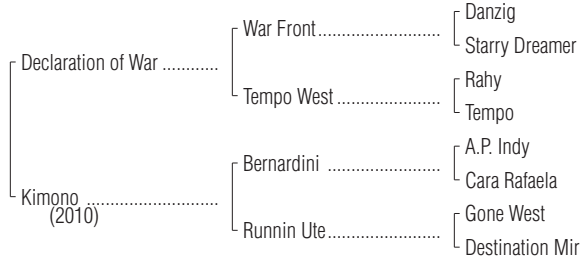 Danzig
War Front
Starry Dreamer
Declaration of War
Rahy
Tempo West
Tempo
A.P. Indy
Bernardini
Cara Rafaela
Kimono
(2010)
Gone West
Runnin Ute
Destination Mir